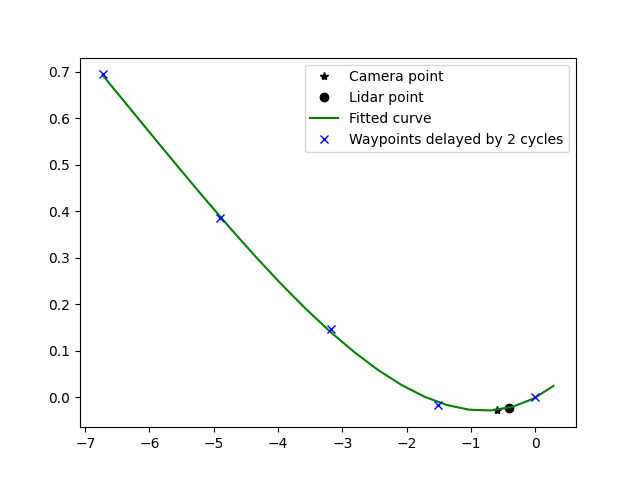 Camera point
Lidar point
Fitted curve
Waypoints delayed by 2 cycles
0.7
0.6
0.5
0.4
0.3
0.2
0.1
0.0
−7 −6 −5 −4 −3 −2 −1 0